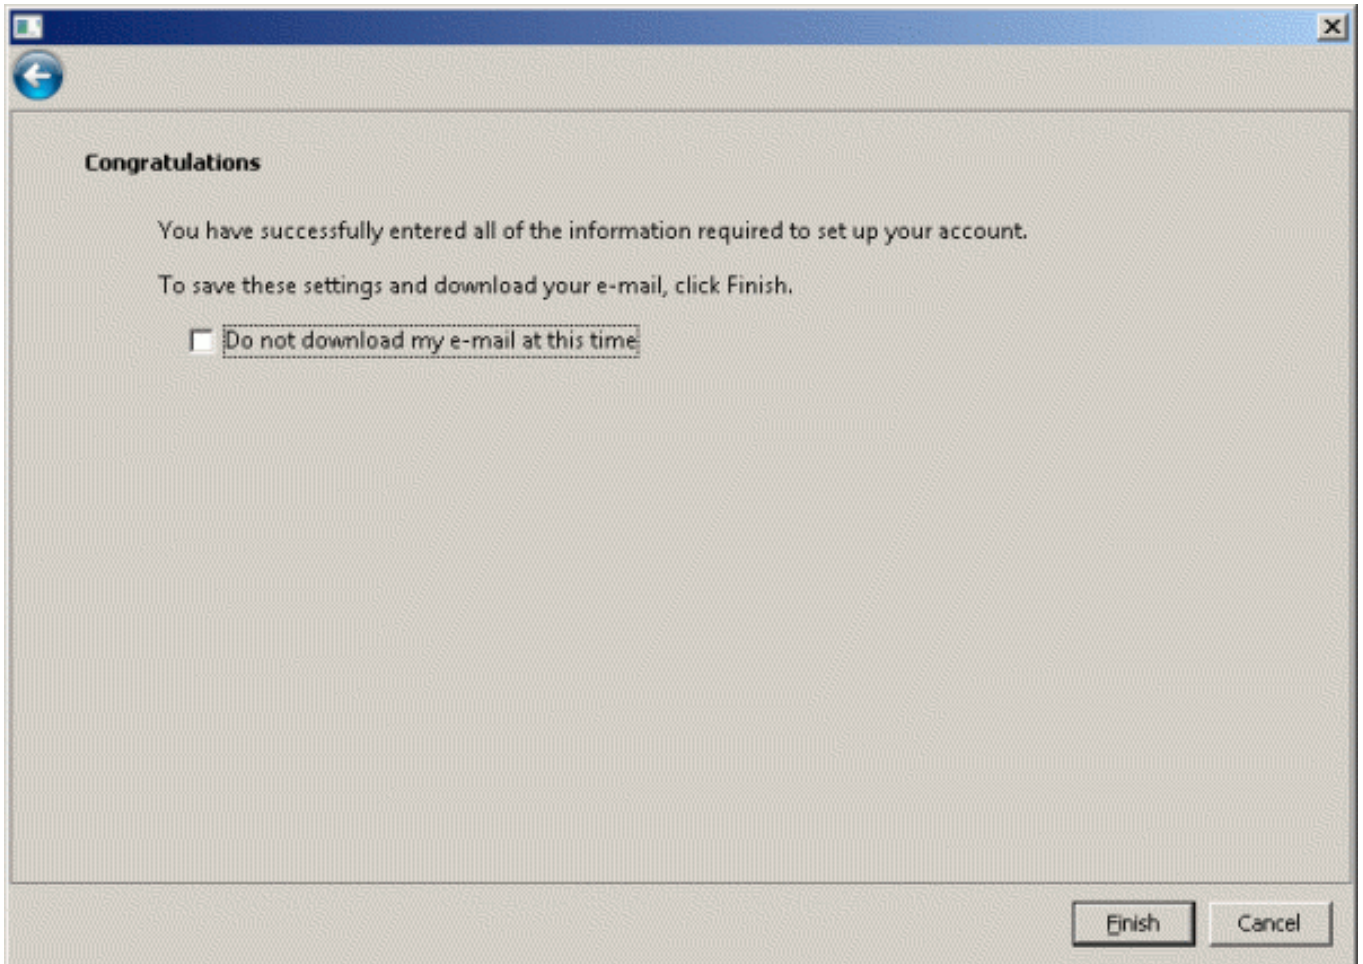 Congratulations
You have successfully entered all of the information required to set up your account.
To save these settings and download your e-mail, click Finish.
Do not download my e-mail at this time
Finish
Cancel